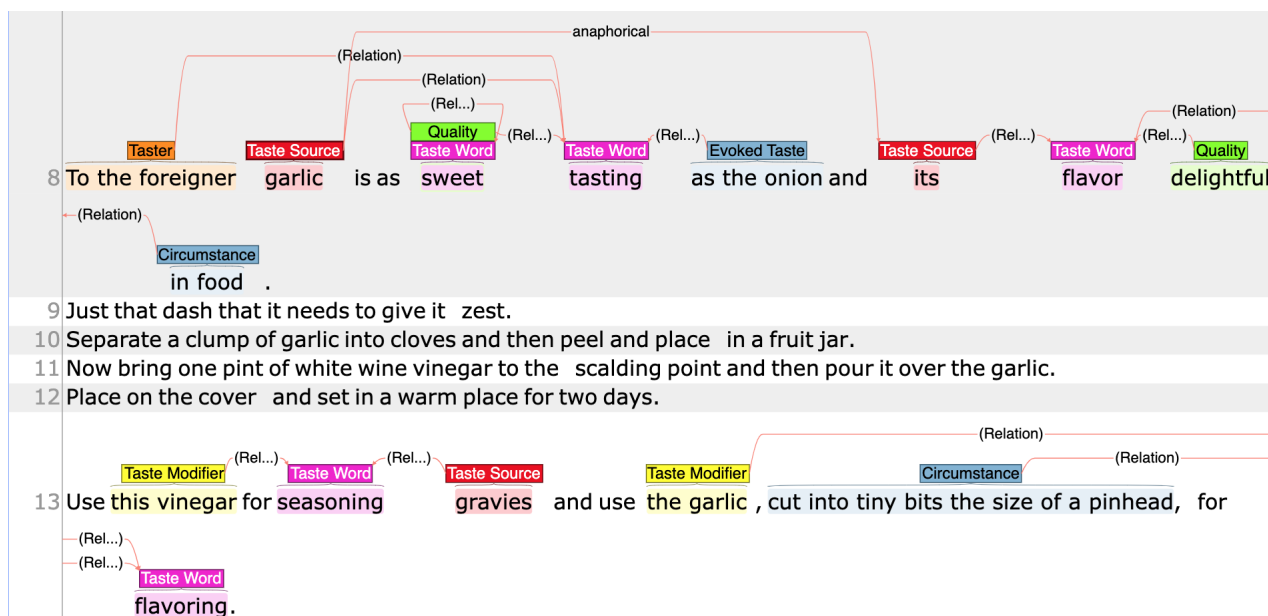 anaphorical
(Relation)
(Relation)
(Rel...) (Relation)
Quality (Rel...) (Rel...) (Rel...) (Rel...)
Taster Taste Source Taste Word Taste Word Evoked Taste Taste Source Taste Word Quality
8 To the foreigner garlic is as sweet tasting as the onion and its flavor delightful
(Relation)
Circumstance
in food .
9 Just that dash that it needs to give it zest.
10 Separate a clump of garlic into cloves and then peel and place in a fruit jar.
11 Now bring one pint of white wine vinegar to the scalding point and then pour it over the garlic.
12 Place on the cover and set in a warm place for two days.
(Relation)
(Rel...) (Rel...) (Relation)
Taste Modifier Taste Word Taste Source Taste Modifier Circumstance
13 Use this vinegar for seasoning gravies and use the garlic , cut into tiny bits the size of a pinhead, for
(Rel...)
(Rel...)
Taste Word
flavoring.